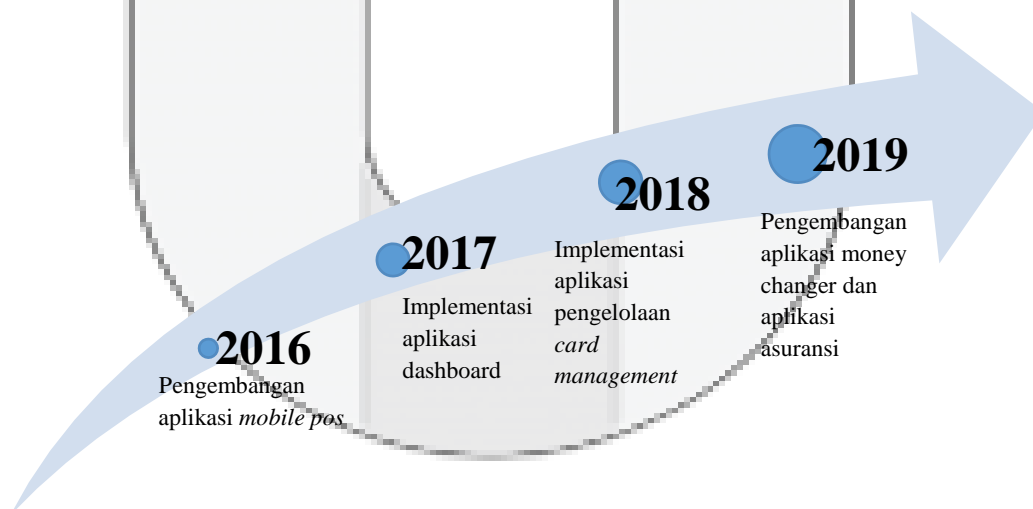 2016
Pengembangan
aplikasi mobile pos
2017
Implementasi
aplikasi
dashboard
2018
Implementasi
aplikasi
pengelolaan
card
management
2019
Pengembangan
aplikasi money
changer dan
aplikasi
asuransi